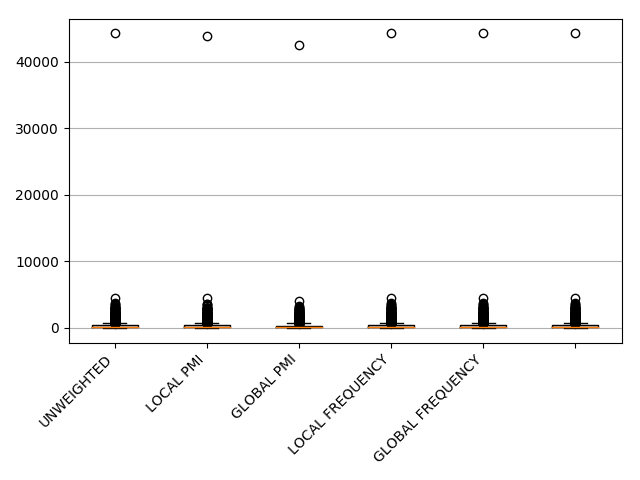 40000
30000
20000
10000
0
UNWEIGHTED
LOCAL PMI
GLOBAL PMI
LOCAL FREQUENCY
GLOBAL FREQUENCY